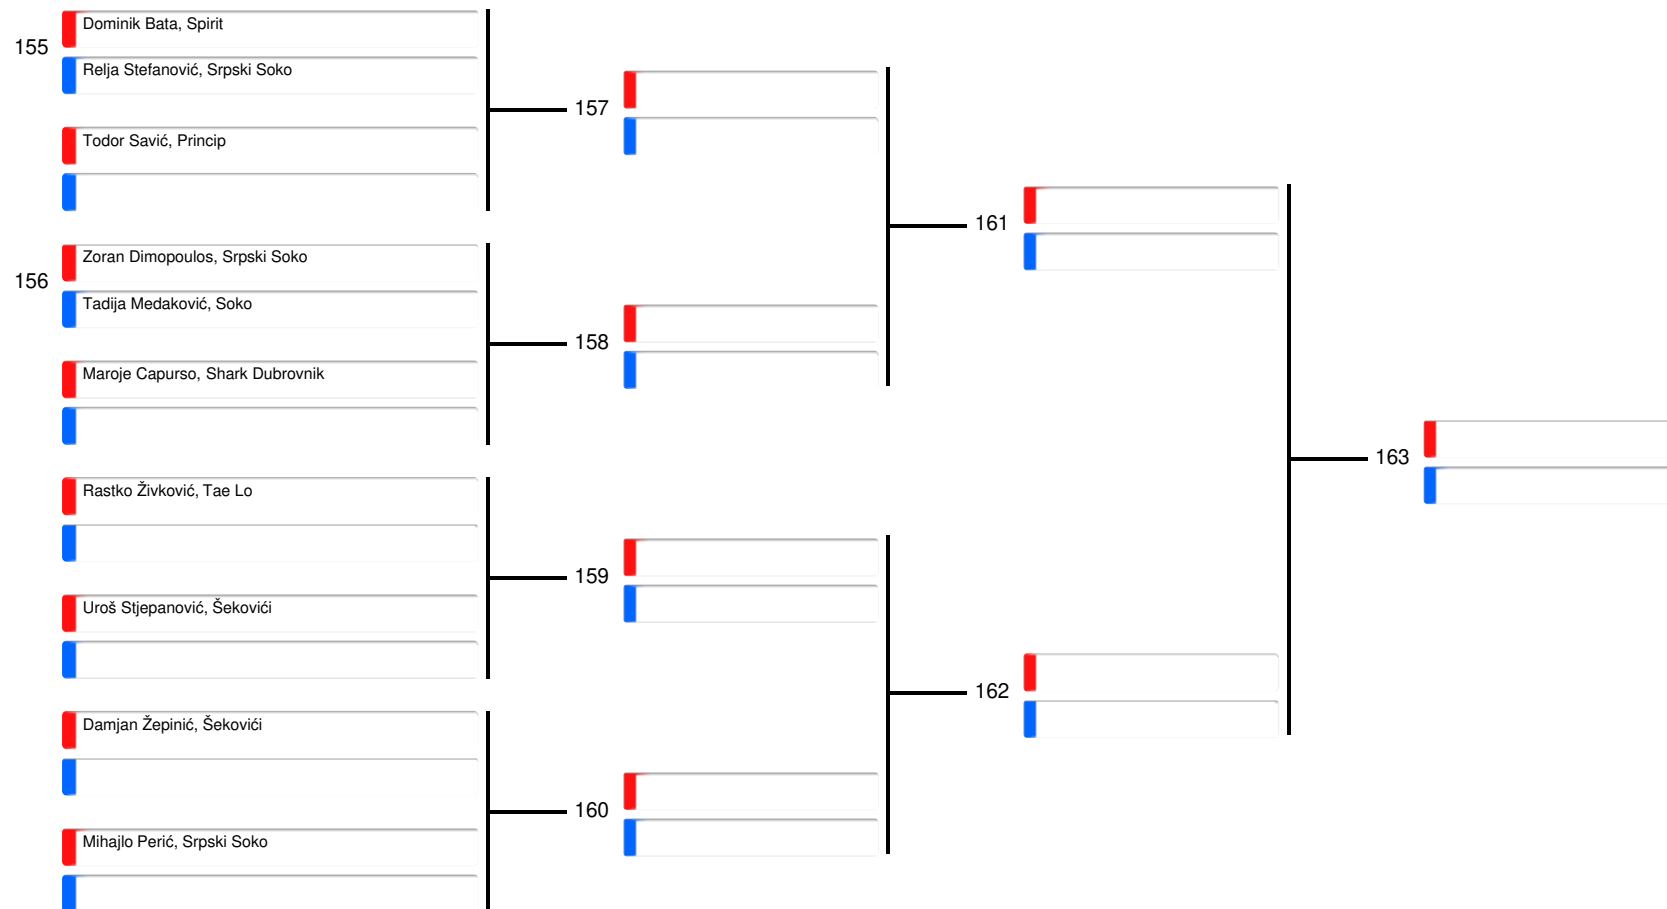 155
Dominik Bata, Spirit
Relja Stefanović, Srpski Soko
Todor Savić, Princip
156
Zoran Dimopoulos, Srpski Soko
Tadija Medaković, Soko
Maroje Capurso, Shark Dubrovnik
Rastko Živković, Tae Lo
Uroš Stjepanović, Šekovići
Damjan Žepinić, Šekovići
Mihajlo Perić, Srpski Soko
157
158
159
160
161
162
163